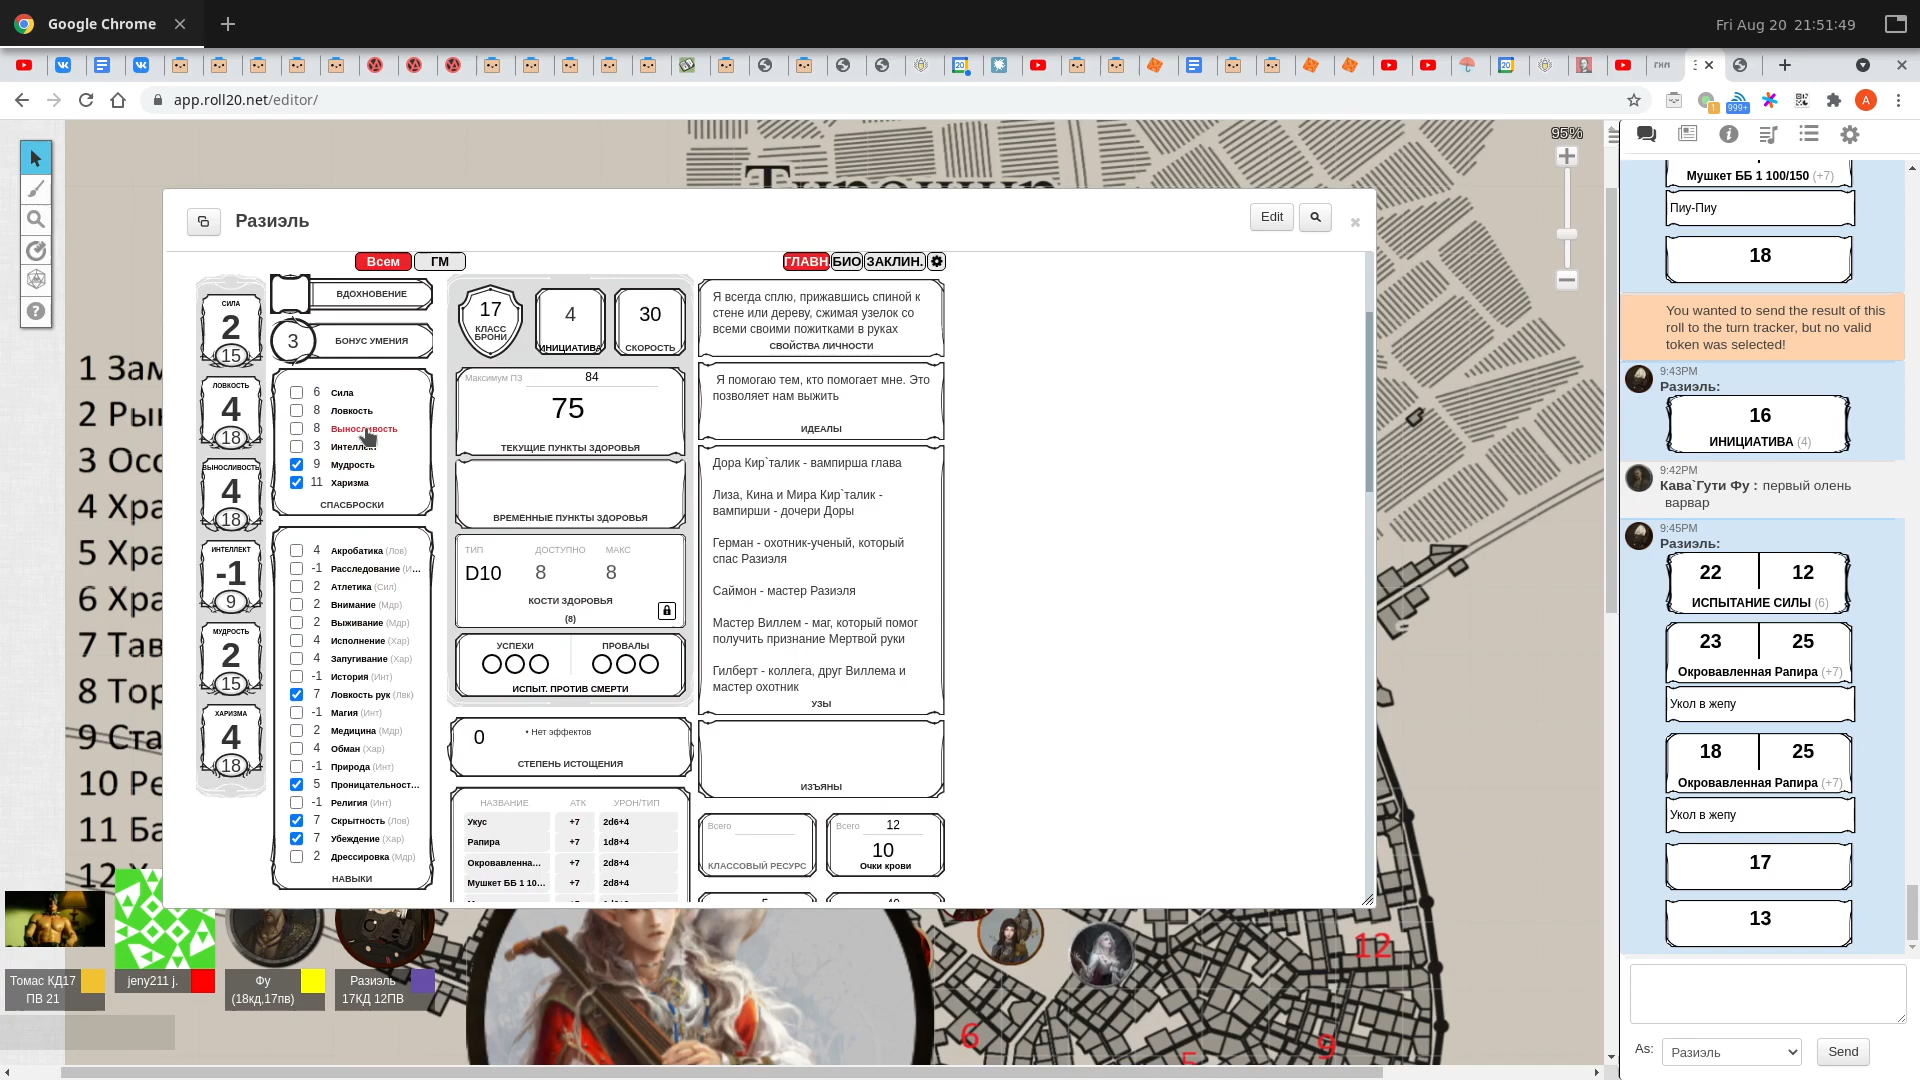 Google Chrome
Fri Aug 20 21:51:49
app.roll20.net/editor/
1
999+
A
95%
Разиэль
Edit
Всем
ГМ
ГЛАВН
БИО
ЗАКЛИН.
СИЛА
2
15
ЛОВКОСТЬ
4
18
ВЫНОСЛИВОСТЬ
4
18
ИНТЕЛЛЕКТ
-1
9
МУДРОСТЬ
2
15
ХАРИЗМА
4
18
ВДОХНОВЕНИЕ
3
БОНУС УМЕНИЯ
6 Сила
8 Ловкость
8 Выносливость
3 Интеллект
9 Мудрость
11 Харизма
СПАСБРОСКИ
4 Акробатика (Лов)
-1 Расследование (И...
2 Атлетика (Сил)
2 Внимание (Мдр)
2 Выживание (Мдр)
4 Исполнение (Хар)
4 Запугивание (Хар)
-1 История (Инт)
7 Ловкость рук (Лвк)
-1 Магия (Инт)
2 Медицина (Мдр)
4 Обман (Хар)
-1 Природа (Инт)
5 Проницательност...
-1 Религия (Инт)
7 Скрытность (Лов)
7 Убеждение (Хар)
2 Дрессировка (Мдр)
НАВЫКИ
17
КЛАСС
БРОНИ
4
ИНИЦИАТИВА
30
СКОРОСТЬ
Максимум ПЗ 84
75
ТЕКУЩИЕ ПУНКТЫ ЗДОРОВЬЯ
ВРЕМЕННЫЕ ПУНКТЫ ЗДОРОВЬЯ
ТИП ДОСТУПНО МАКС
D10 8 8
КОСТИ ЗДОРОВЬЯ
(8)
УСПЕХИ ПРОВАЛЫ
ИСПЫТ. ПРОТИВ СМЕРТИ
0 • Нет эффектов
СТЕПЕНЬ ИСТОЩЕНИЯ
НАЗВАНИЕ АТК УРОН/ТИП
Укус +7 2d6+4
Рапира +7 1d8+4
Окровавленна... +7 2d8+4
Мушкет ББ 1 10... +7 2d8+4
Я всегда сплю, прижавшись спиной к
стене или дереву, сжимая узелок со
всеми своими пожитками в руках
СВОЙСТВА ЛИЧНОСТИ
Я помогаю тем, кто помогает мне. Это
позволяет нам выжить
ИДЕАЛЫ
Дора Кир`талик - вампирша глава
Лиза, Кина и Мира Кир`талик -
вампирши - дочери Доры
Герман - охотник-ученый, который
спас Разиэля
Саймон - мастер Разиэля
Мастер Виллем - маг, который помог
получить признание Мертвой руки
Гилберт - коллега, друг Виллема и
мастер охотник
УЗЫ
ИЗЪЯНЫ
Всего
КЛАССОВЫЙ РЕСУРС
Всего 12
10
Очки крови
1 Зам
2 Рын
3 Осо
4 Хра
5 Хра
6 Хра
7 Тав
8 Тор
9 Ста
10 Ре
11 Ба
12
6
5
9
12
Томас КД17
ПВ 21
jeny211 j.
Фу
(18кд,17пв)
Разиэль
17КД 12ПВ
Мушкет ББ 1 100/150 (+7)
Пиу-Пиу
18
You wanted to send the result of this
roll to the turn tracker, but no valid
token was selected!
9:43PM
Разиэль:
16
ИНИЦИАТИВА (4)
9:42PM
Кава`Гути Фу : первый олень
варвар
9:45PM
Разиэль:
22 12
ИСПЫТАНИЕ СИЛЫ (6)
23 25
Окровавленная Рапира (+7)
Укол в жепу
18 25
Окровавленная Рапира (+7)
Укол в жепу
17
13
As:
Разиэль
Send